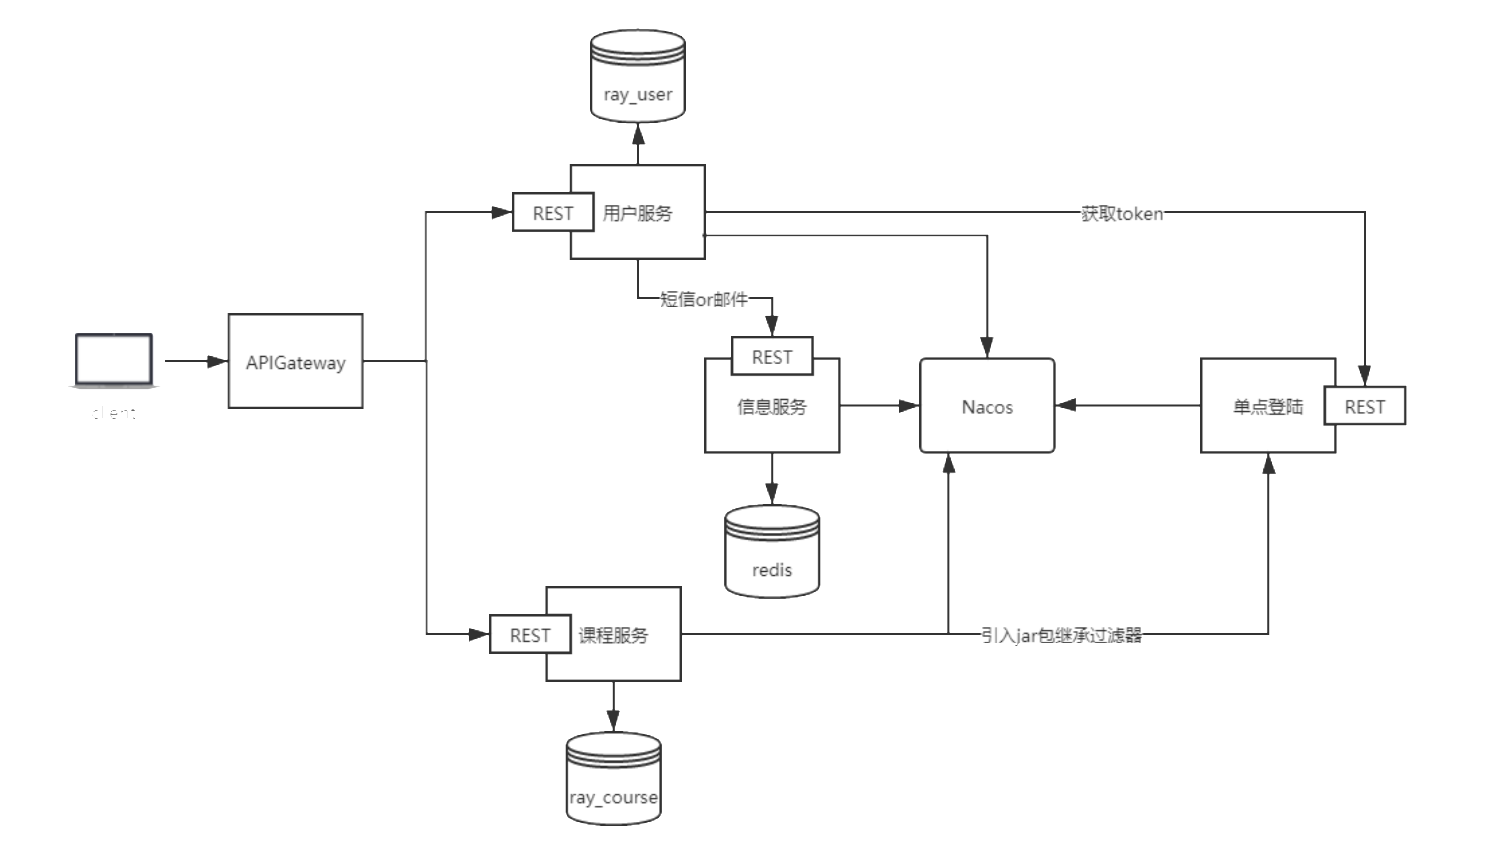 ray_user
REST
用户服务
获取token
短信or邮件
client
APIGateway
REST
信息服务
Nacos
单点登陆
REST
redis
REST
课程服务
引入jar包继承过滤器
ray_course